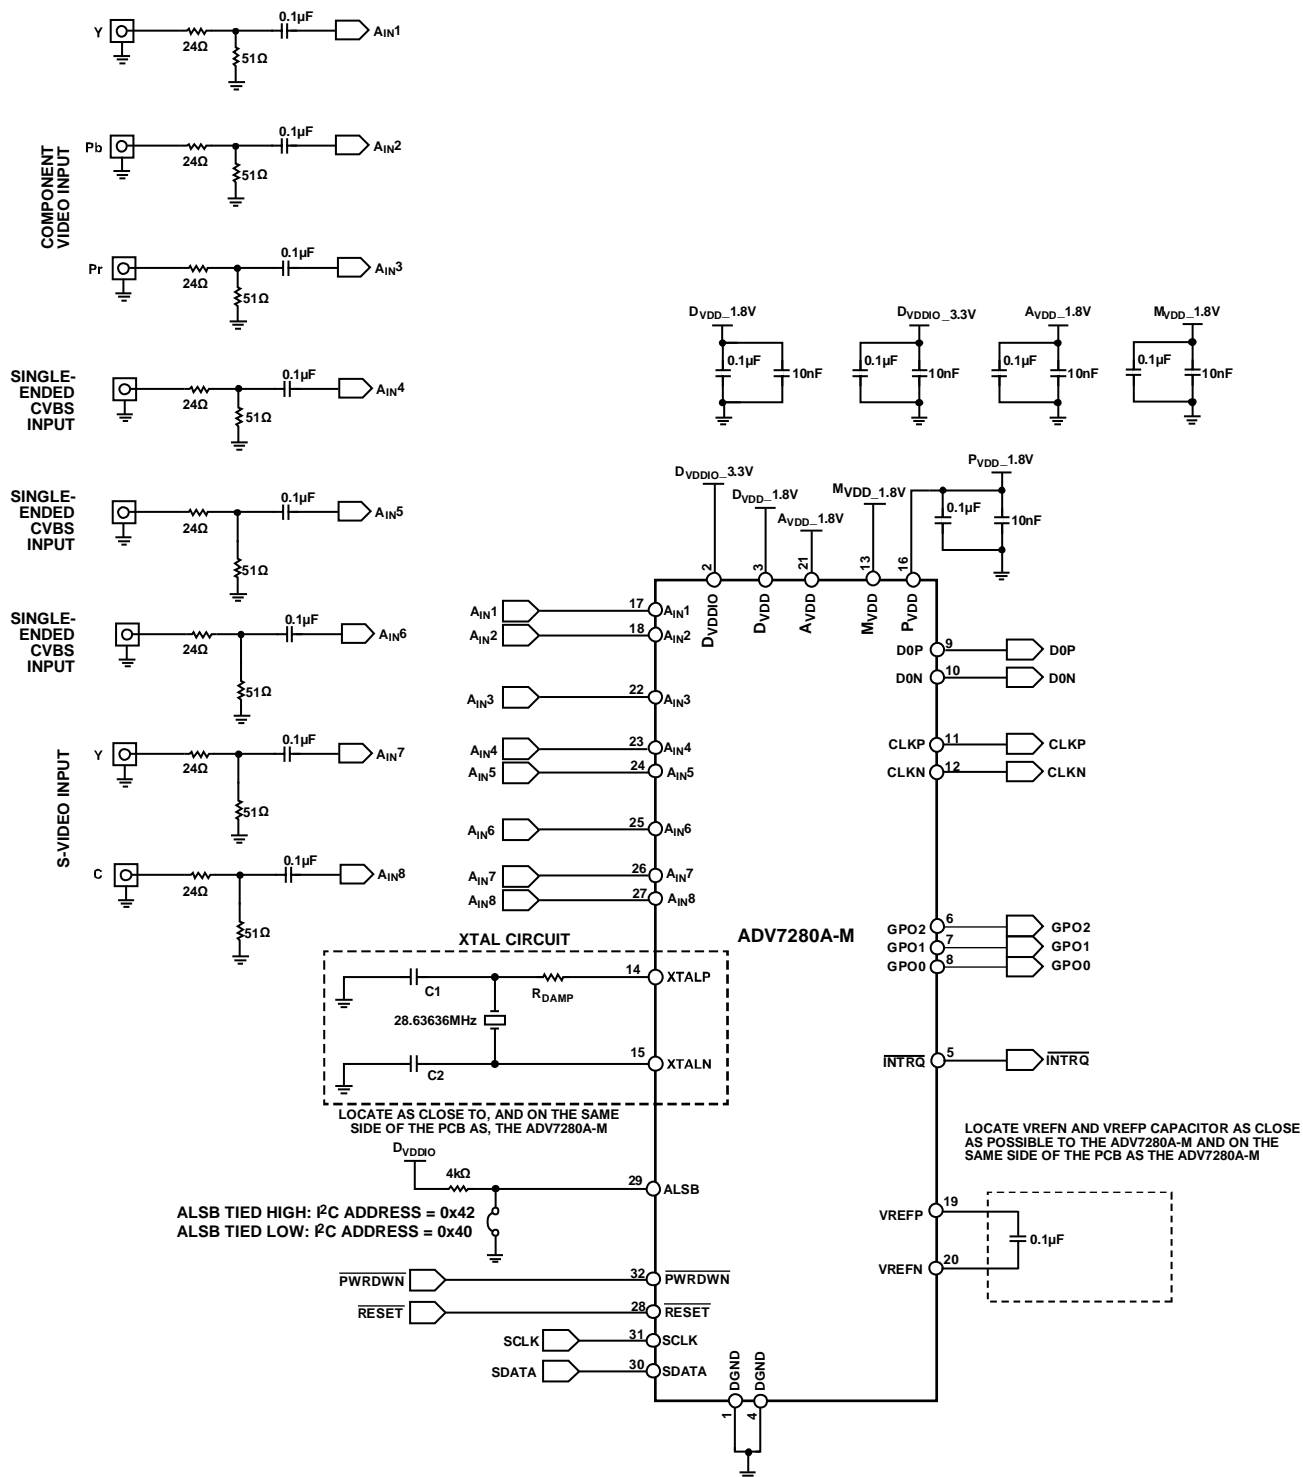 Y
24Ω
51Ω
0.1µF
AIN1
COMPONENT
VIDEO INPUT
Pb
24Ω
51Ω
0.1µF
AIN2
Pr
24Ω
51Ω
0.1µF
AIN3
SINGLE-
ENDED
CVBS
INPUT
24Ω
51Ω
0.1µF
AIN4
SINGLE-
ENDED
CVBS
INPUT
24Ω
51Ω
0.1µF
AIN5
SINGLE-
ENDED
CVBS
INPUT
24Ω
51Ω
0.1µF
AIN6
S-VIDEO INPUT
Y
24Ω
51Ω
0.1µF
AIN7
C
24Ω
51Ω
0.1µF
AIN8
DVDD_1.8V
0.1µF
10nF
DVDDIO_3.3V
0.1µF
10nF
AVDD_1.8V
0.1µF
10nF
MVDD_1.8V
0.1µF
10nF
PVDD_1.8V
0.1µF
10nF
DVDDIO_3.3V
DVDD_1.8V
AVDD_1.8V
MVDD_1.8V
2
3
21
13
16
DVDDIO
DVDD
AVDD
MVDD
PVDD
AIN1 17 AIN1
AIN2 18 AIN2
AIN3 22 AIN3
AIN4 23 AIN4
AIN5 24 AIN5
AIN6 25 AIN6
AIN7 26 AIN7
AIN8 27 AIN8
D0P 9 D0P
D0N 10 D0N
CLKP 11 CLKP
CLKN 12 CLKN
ADV7280A-M
GPO2 6 GPO2
GPO1 7 GPO1
GPO0 8 GPO0
INTRQ 5 INTRQ
XTAL CIRCUIT
C1
RDAMP
14 XTALP
28.63636MHz
C2
15 XTALN
LOCATE AS CLOSE TO, AND ON THE SAME
SIDE OF THE PCB AS, THE ADV7280A-M
LOCATE VREFN AND VREFP CAPACITOR AS CLOSE
AS POSSIBLE TO THE ADV7280A-M AND ON THE
SAME SIDE OF THE PCB AS THE ADV7280A-M
DVDDIO
4kΩ
29 ALSB
ALSB TIED HIGH: I2C ADDRESS = 0x42
ALSB TIED LOW: I2C ADDRESS = 0x40
VREFP 19
0.1µF
VREFN 20
PWRDWN 32 PWRDWN
RESET 28 RESET
SCLK 31 SCLK
SDATA 30 SDATA
DGND
DGND
1
4